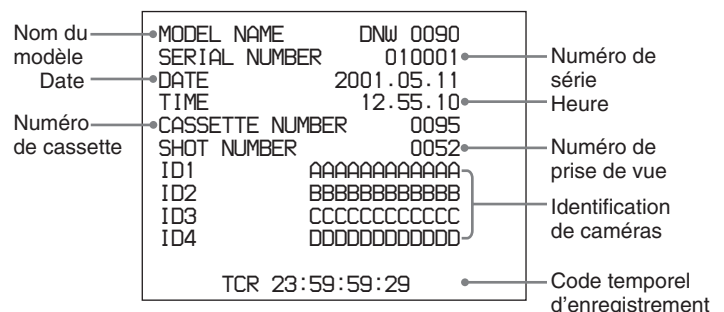 Nom du modèle
Date
Numéro de cassette
MODEL NAME DNW 0090
SERIAL NUMBER 010001
DATE 2001.05.11
TIME 12.55.10
CASSETTE NUMBER 0095
SHOT NUMBER 0052
ID1 AAAAAAAAAAAA
ID2 BBBBBBBBBBBB
ID3 CCCCCCCCCCCC
ID4 DDDDDDDDDDDD
TCR 23:59:59:29
Numéro de série
Heure
Numéro de prise de vue
Identification de caméras
Code temporel d'enregistrement